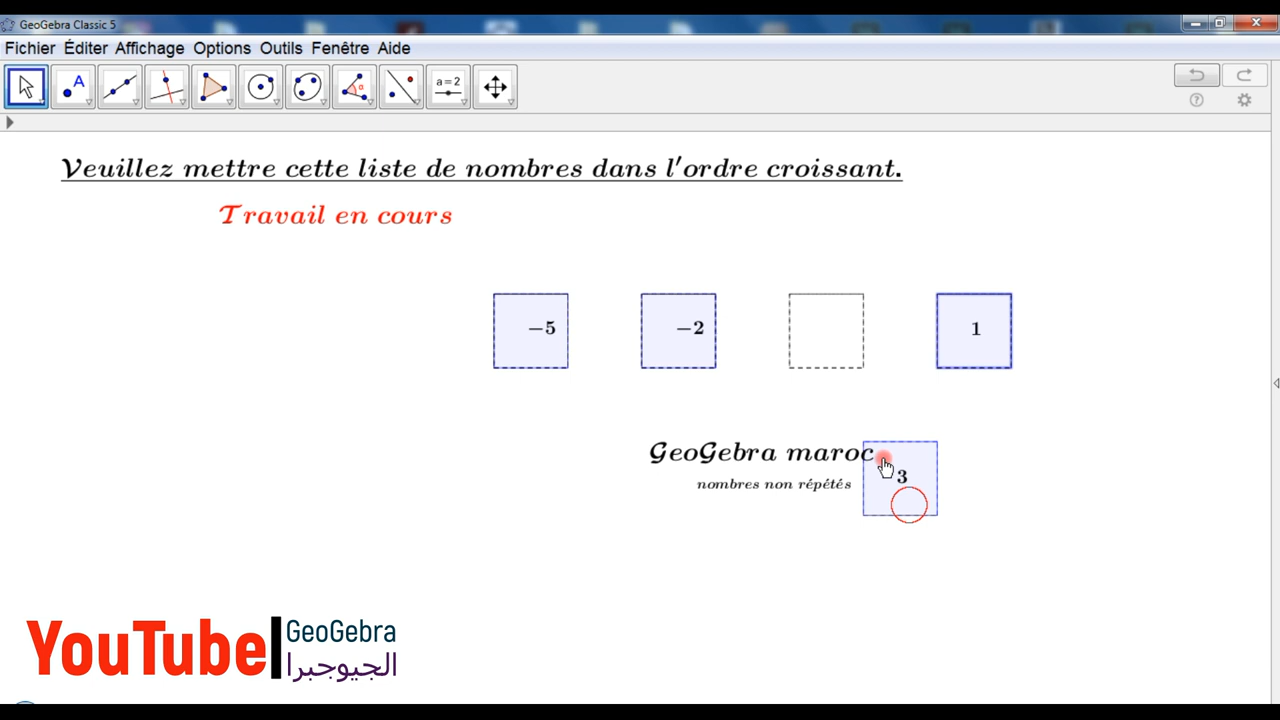 GeoGebra Classic 5
Fichier Éditer Affichage Options Outils Fenêtre Aide
A
α
a=2
Veuillez mettre cette liste de nombres dans l'ordre croissant.
Travail en cours
−5 −2 1
GeoGebra maroc
3
nombres non répétés
YouTube GeoGebra
الجيوجبرا